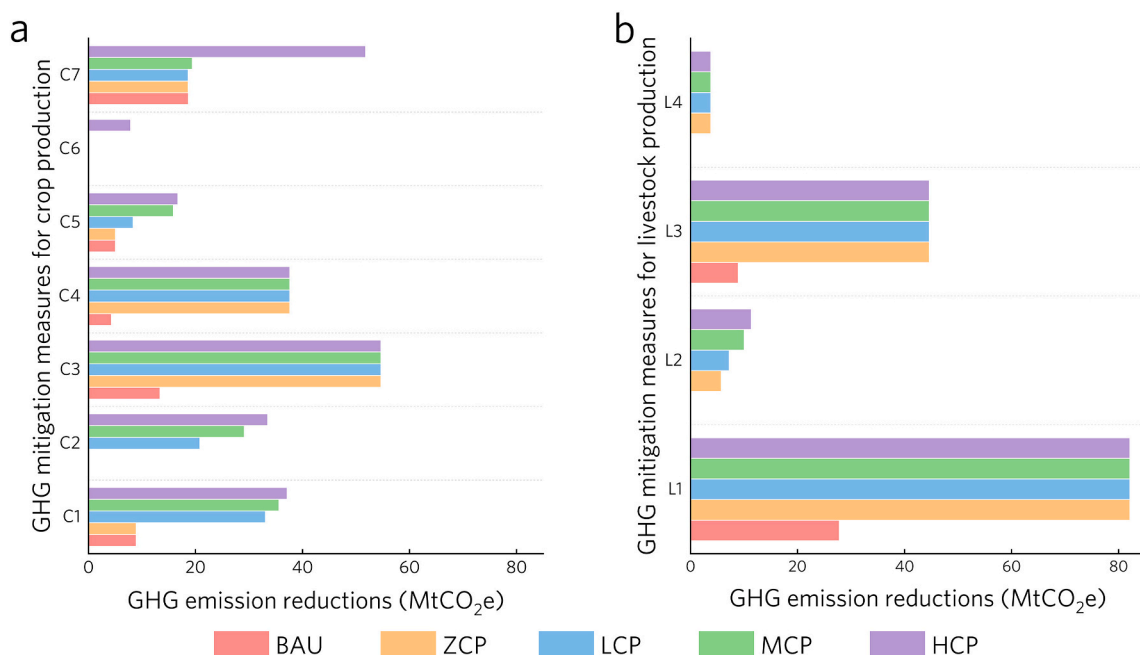 a
GHG mitigation measures for crop production
C7
C6
C5
C4
C3
C2
C1
0 20 40 60 80
GHG emission reductions (MtCO₂e)
b
GHG mitigation measures for livestock production
L4
L3
L2
L1
0 20 40 60 80
GHG emission reductions (MtCO₂e)
BAU ZCP LCP MCP HCP